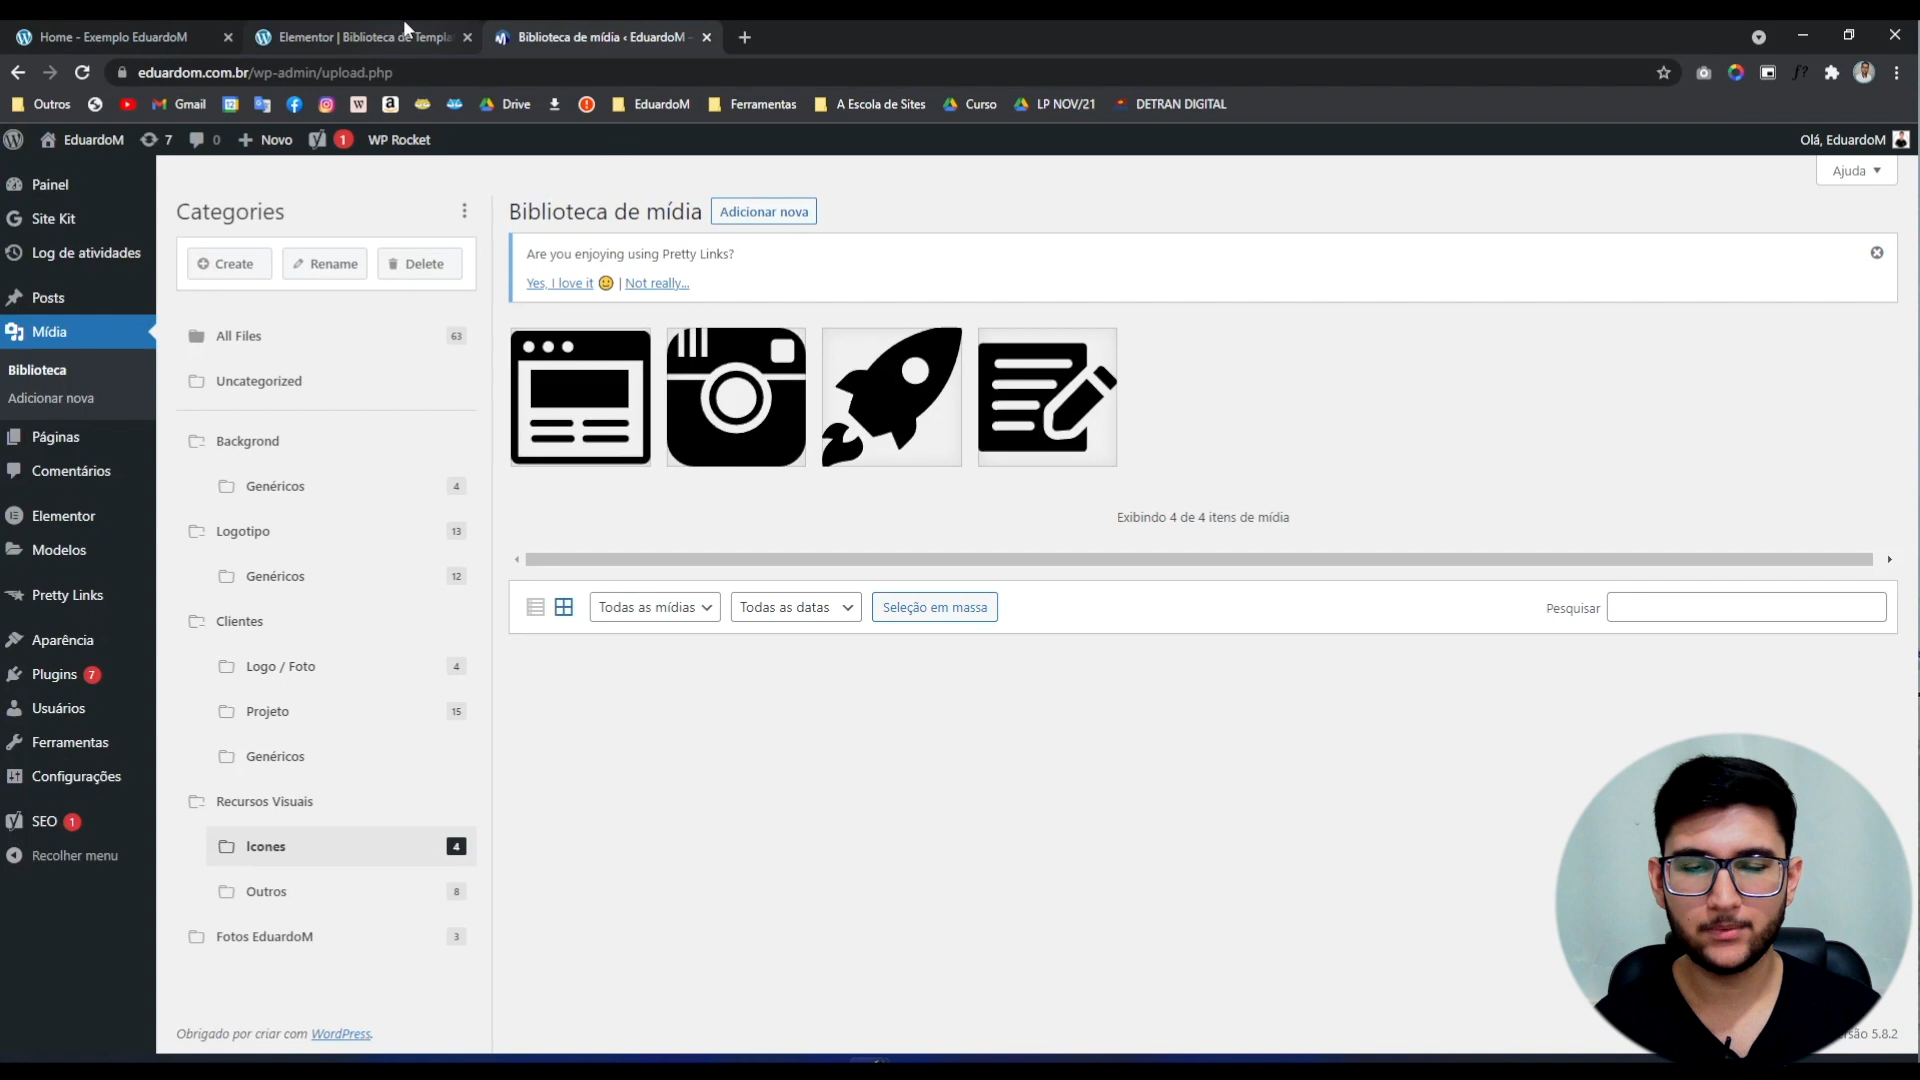 Home - Exemplo EduardoM
Elementor | Biblioteca de Templa
Biblioteca de mídia ‹ EduardoM -
eduardom.com.br/wp-admin/upload.php
Outros
Gmail
Drive
EduardoM
Ferramentas
A Escola de Sites
Curso
LP NOV/21
DETRAN DIGITAL
EduardoM
7
0
Novo
1
WP Rocket
Olá, EduardoM
Ajuda
Painel
Site Kit
Log de atividades
Posts
Mídia
Biblioteca
Adicionar nova
Páginas
Comentários
Elementor
Modelos
Pretty Links
Aparência
Plugins 7
Usuários
Ferramentas
Configurações
SEO 1
Recolher menu
Categories
Create
Rename
Delete
All Files 63
Uncategorized
Backgrond
Genéricos 4
Logotipo 13
Genéricos 12
Clientes
Logo / Foto 4
Projeto 15
Genéricos
Recursos Visuais
Icones 4
Outros 8
Fotos EduardoM 3
Obrigado por criar com WordPress.
Biblioteca de mídia
Adicionar nova
Are you enjoying using Pretty Links?
Yes, I love it | Not really...
Exibindo 4 de 4 itens de mídia
Todas as mídias
Todas as datas
Seleção em massa
Pesquisar
5.8.2